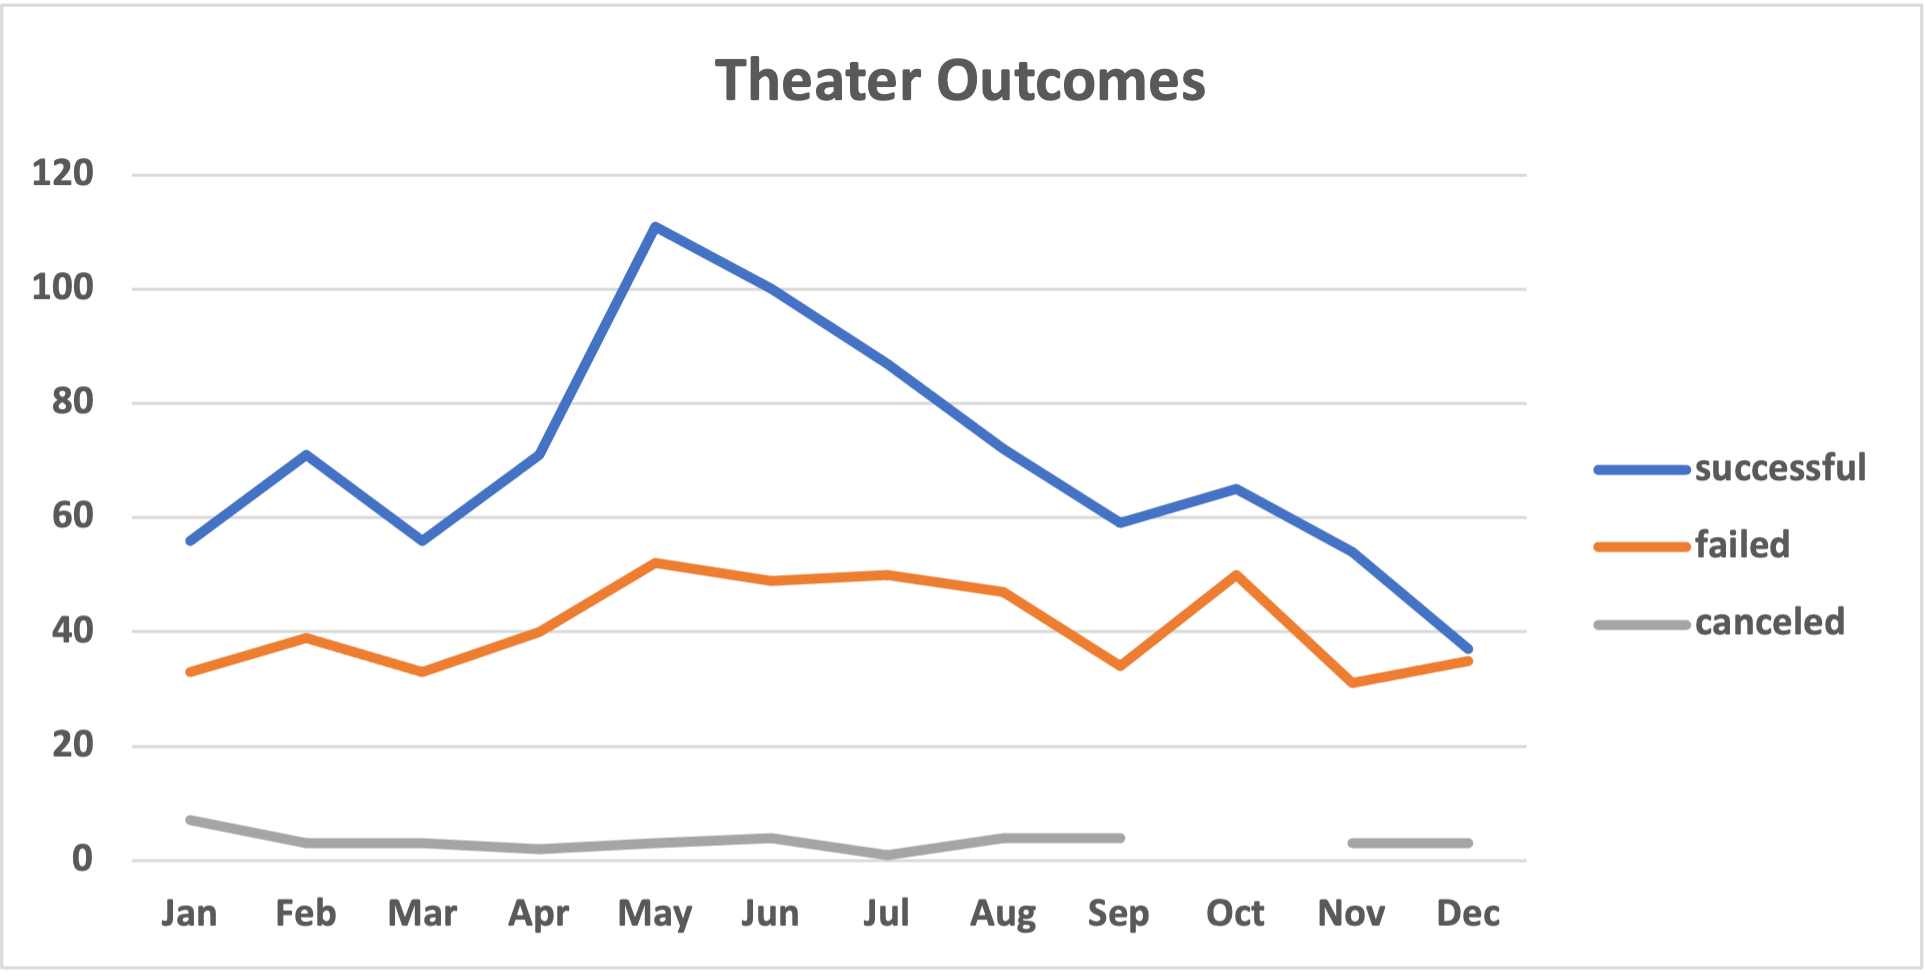 Theater Outcomes
120
100
80
60
40
20
0
Jan Feb Mar Apr May Jun Jul Aug Sep Oct Nov Dec
successful
failed
canceled